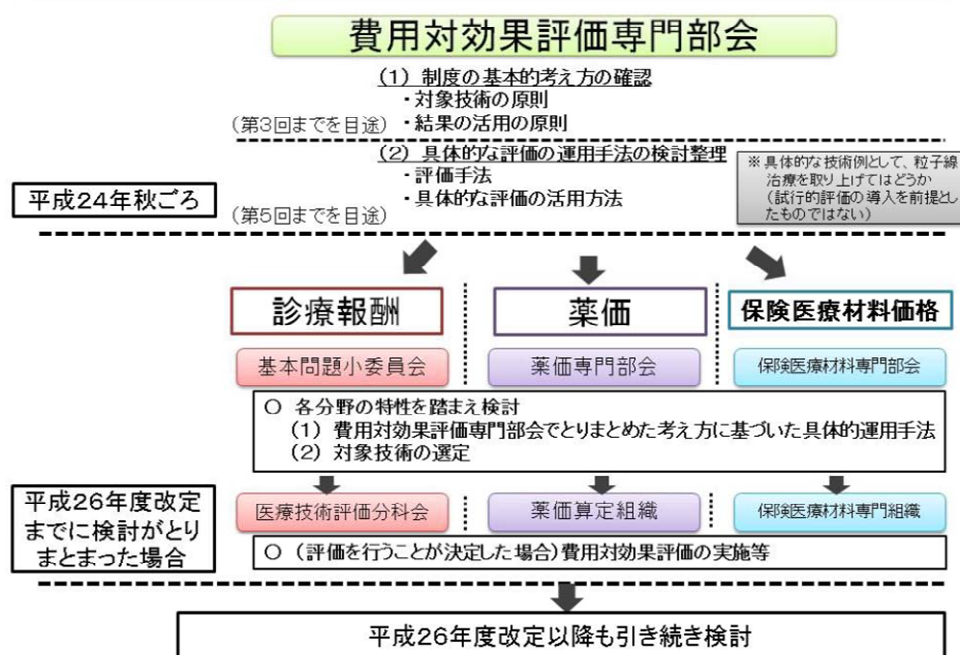 費用対効果評価専門部会
(1) 制度の基本的考え方の確認
・対象技術の原則
(第3回までを目途)
・結果の活用の原則
(2) 具体的な評価の運用手法の検討整理
・評価手法
・具体的な評価の活用方法
(第5回までを目途)
※具体的な技術例として、粒子線
治療を取り上げてはどうか
(試行的評価の導入を前提とし
たものではない)
平成24年秋ごろ
診療報酬
薬価
保険医療材料価格
基本問題小委員会
薬価専門部会
保険医療材料専門部会
○ 各分野の特性を踏まえ検討
(1) 費用対効果評価専門部会でとりまとめた考え方に基づいた具体的運用手法
(2) 対象技術の選定
平成26年度改定
までに検討がとり
まとまった場合
医療技術評価分科会
薬価算定組織
保険医療材料専門組織
○ (評価を行うことが決定した場合)費用対効果評価の実施等
平成26年度改定以降も引き続き検討